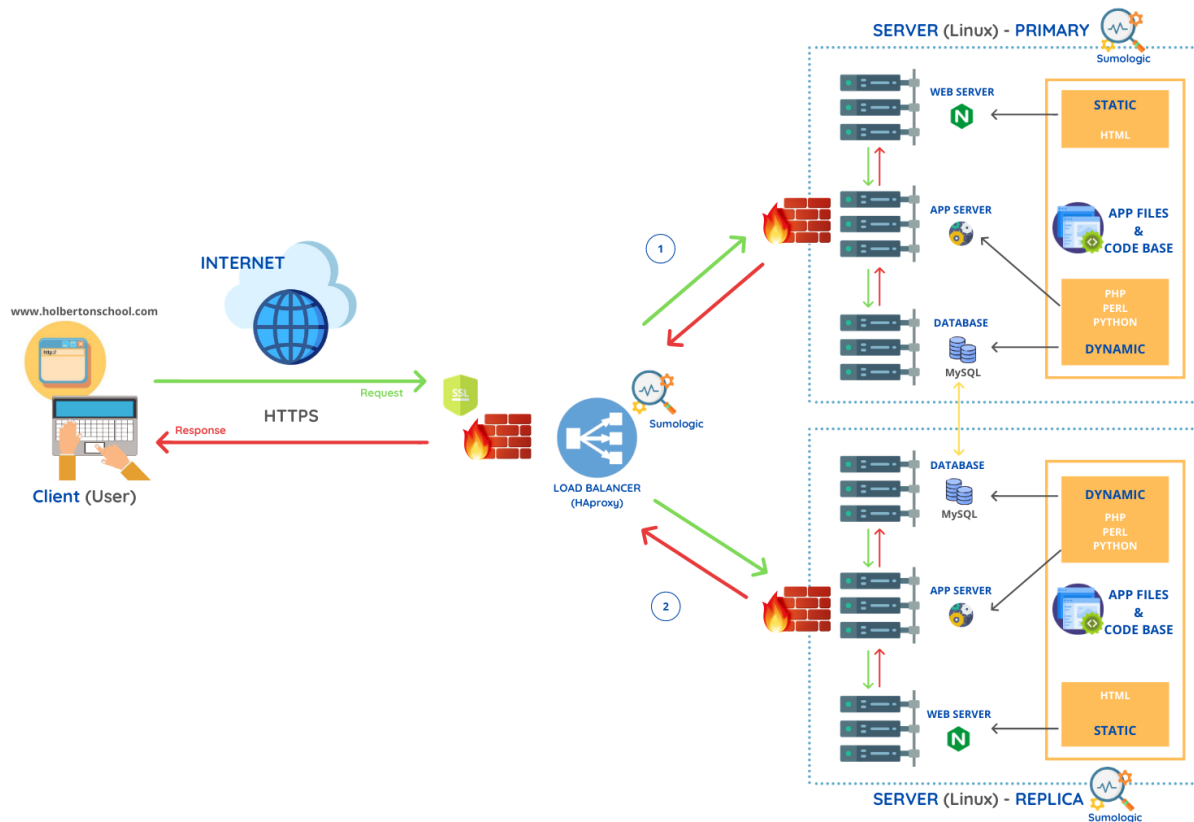 SERVER (Linux) - PRIMARY
Sumologic
WEB SERVER
STATIC
HTML
APP SERVER
APP FILES
&
CODE BASE
PHP
PERL
PYTHON
DYNAMIC
DATABASE
MySQL
1
INTERNET
www.holbertonschool.com
http://
Request
SSL
HTTPS
Response
Client (User)
Sumologic
LOAD BALANCER
(HAproxy)
2
DATABASE
MySQL
DYNAMIC
PHP
PERL
PYTHON
APP SERVER
APP FILES
&
CODE BASE
HTML
STATIC
WEB SERVER
N
SERVER (Linux) - REPLICA
Sumologic